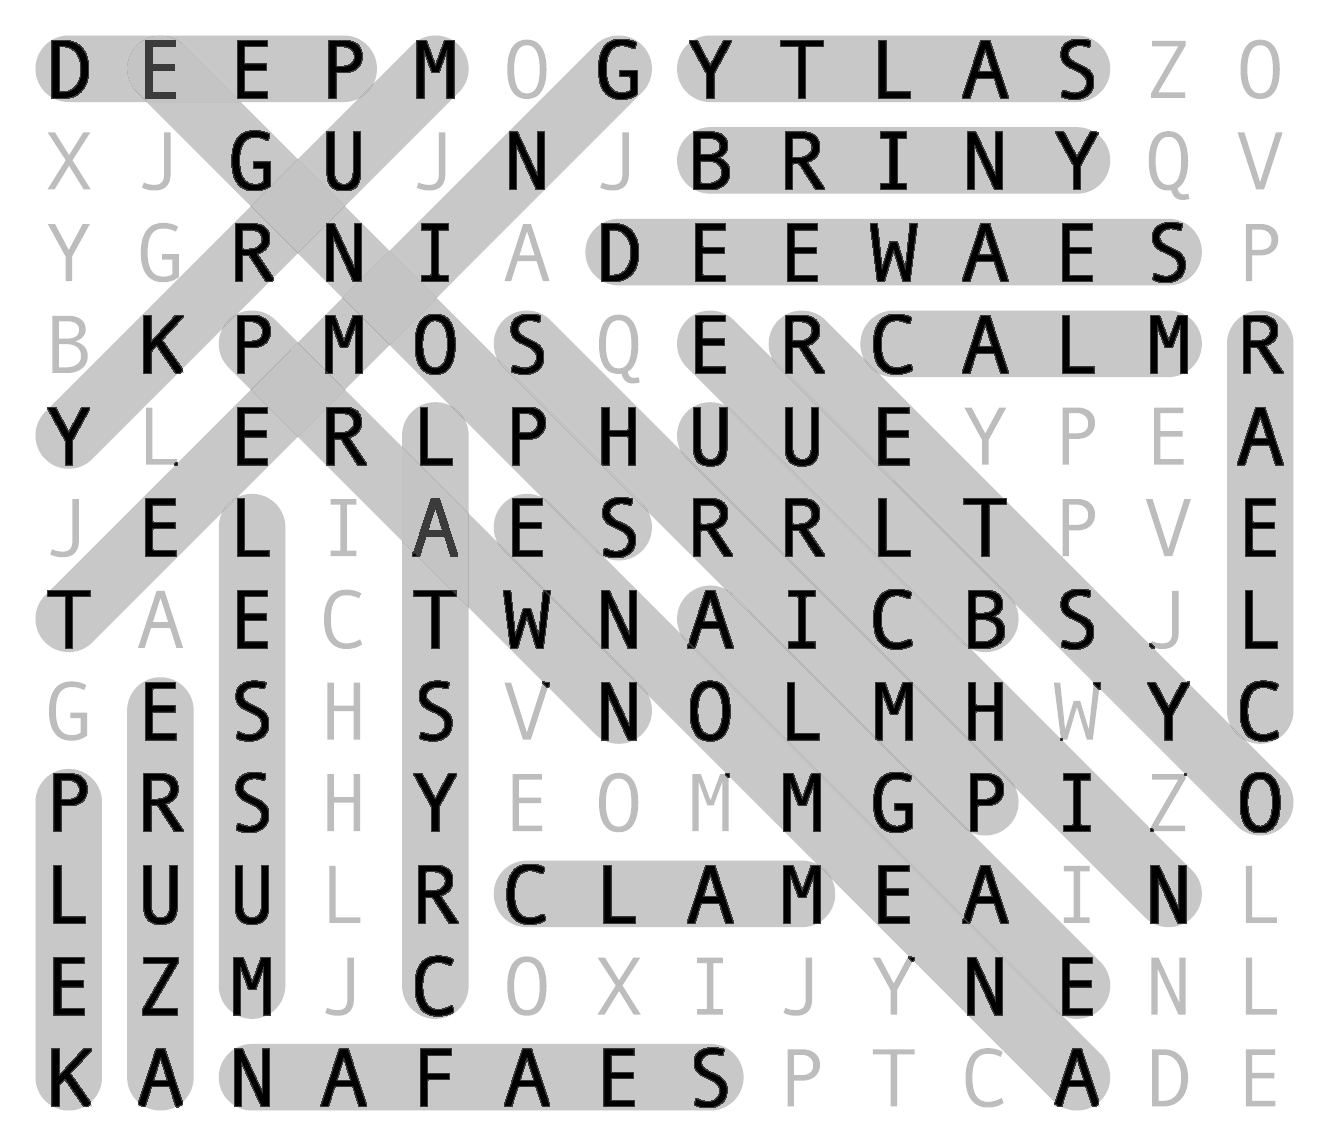 D E E P M O G Y T L A S Z O
X J G U J N J B R I N Y Q V
Y G R N I A D E E W A E S P
B K P M O S Q E R C A L M R
Y L E R L P H U U E Y P E A
J E L I A E S R R L T P V E
T A E C T W N A I C B S J L
G E S H S V N O L M H W Y C
P R S H Y E O M M G P I Z O
L U U L R C L A M E A I N L
E Z M J C O X I J Y N E N L
K A N A F A E S P T C A D E